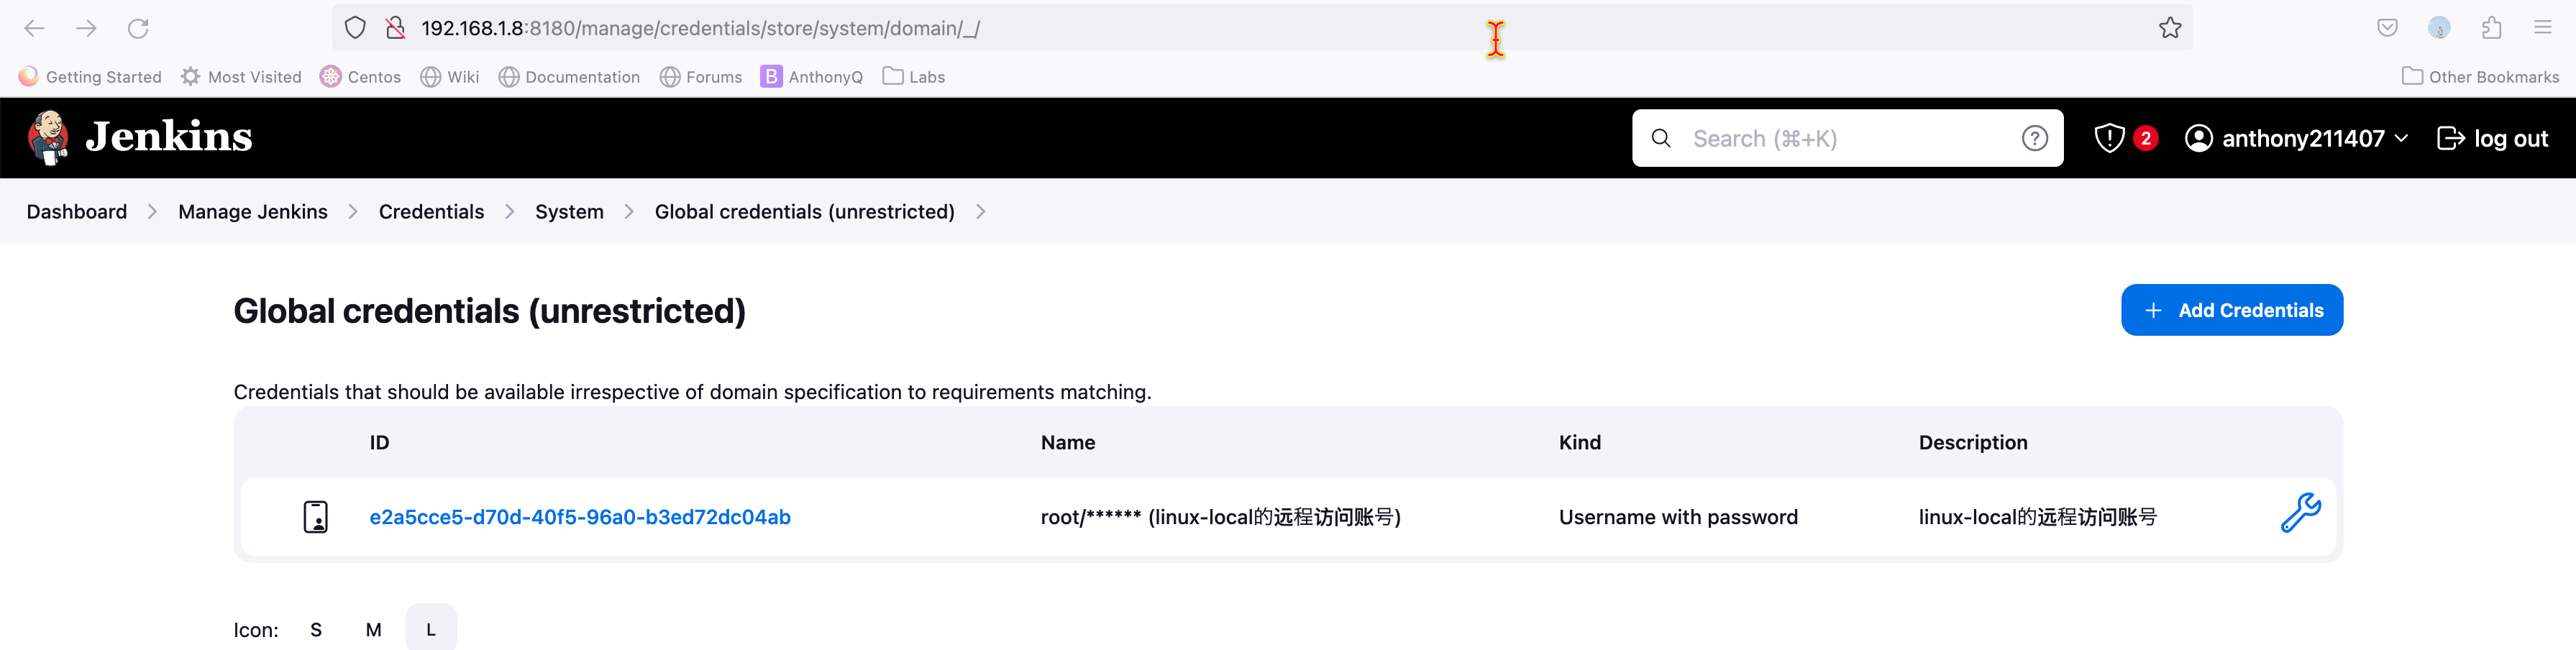 192.168.1.8:8180/manage/credentials/store/system/domain/_/
Getting Started Most Visited Centos Wiki Documentation Forums B AnthonyQ Labs Other Bookmarks
Jenkins Search (⌘+K) ? 2 anthony211407 log out
Dashboard Manage Jenkins Credentials System Global credentials (unrestricted)
Global credentials (unrestricted) + Add Credentials
Credentials that should be available irrespective of domain specification to requirements matching.
ID Name Kind Description
e2a5cce5-d70d-40f5-96a0-b3ed72dc04ab root/****** (linux-local的远程访问账号) Username with password linux-local的远程访问账号
Icon: S M L